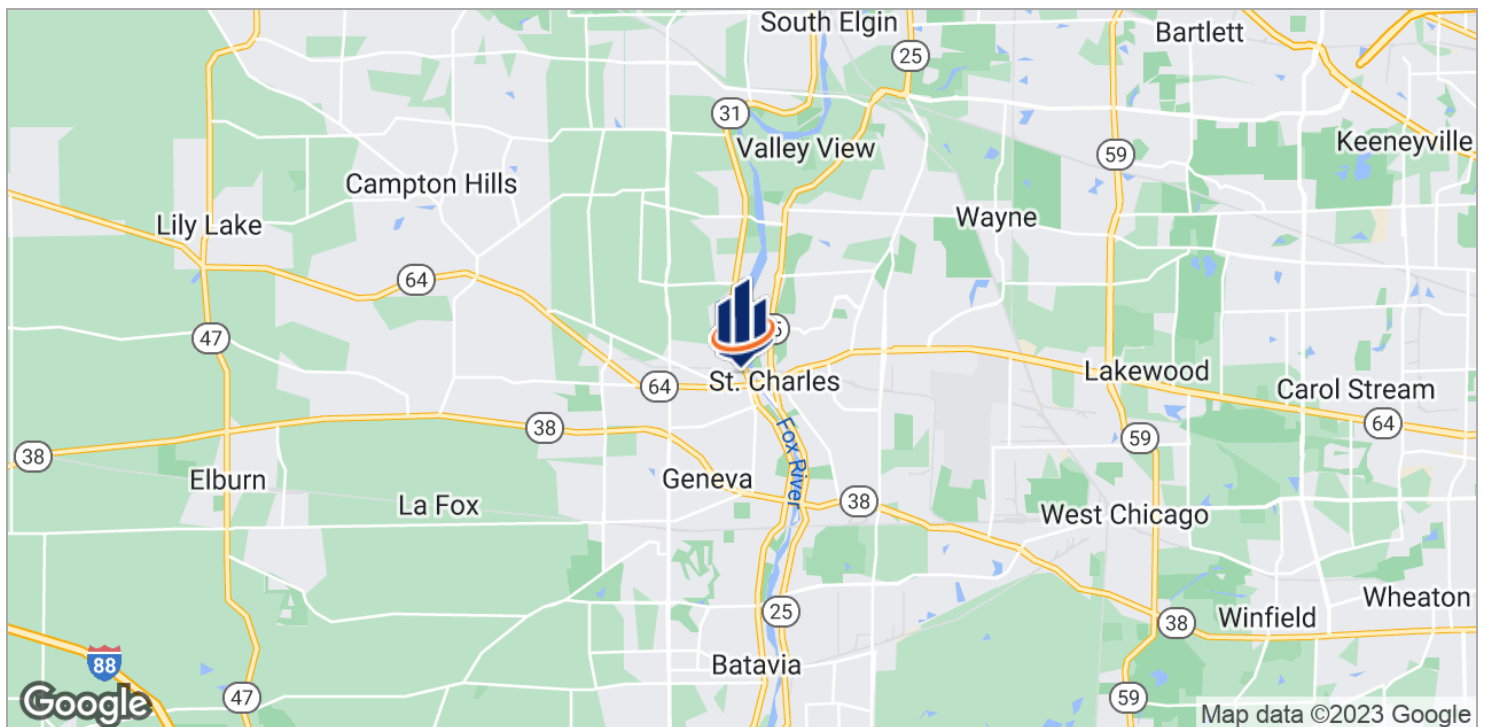 South Elgin
Bartlett
25
31
Keeneyville
Valley View
59
Campton Hills
Wayne
Lily Lake
64
47
St. Charles
Lakewood
64
Carol Stream
64
38
59
38
Fox River
Elburn
Geneva
La Fox
38
West Chicago
Wheaton
25
Winfield
38
Batavia
88
47
59
Google
Map data ©2023 Google